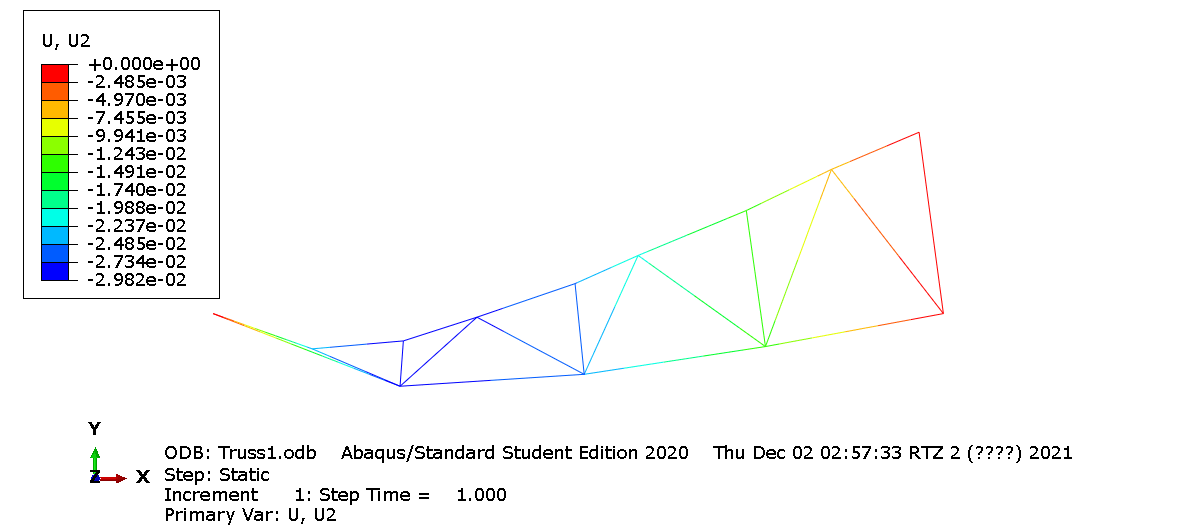 U, U2
+0.000e+00
-2.485e-03
-4.970e-03
-7.455e-03
-9.941e-03
-1.243e-02
-1.491e-02
-1.740e-02
-1.988e-02
-2.237e-02
-2.485e-02
-2.734e-02
-2.982e-02
Y
Z X
ODB: Truss1.odb Abaqus/Standard Student Edition 2020 Thu Dec 02 02:57:33 RTZ 2 (????) 2021
Step: Static
Increment 1: Step Time = 1.000
Primary Var: U, U2